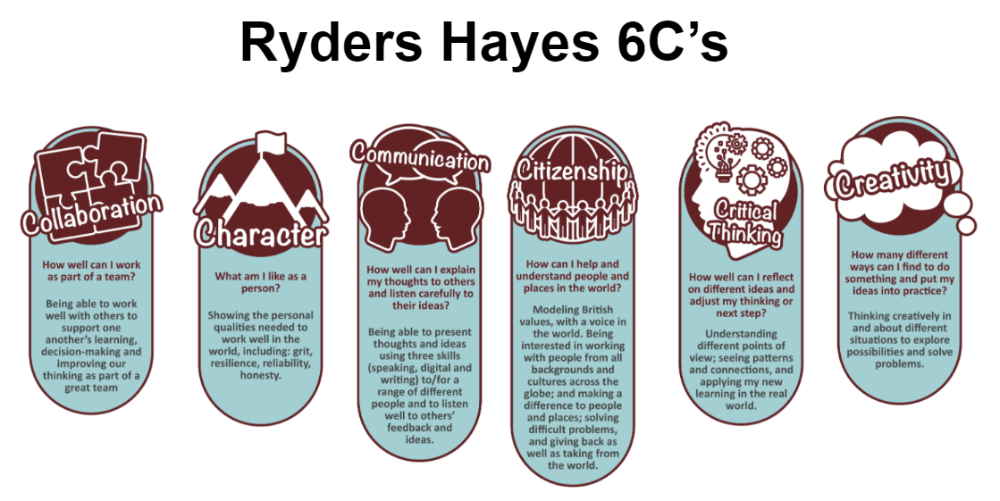 Ryders Hayes 6C’s
Collaboration
How well can I work
as part of a team?
Being able to work
well with others to
support one
another’s learning,
decision-making and
improving our
thinking as part of a
great team
Character
What am I like as a
person?
Showing the personal
qualities needed to
work well in the
world, including: grit,
resilience, reliability,
honesty.
Communication
How well can I explain
my thoughts to others
and listen carefully to
their ideas?
Being able to present
thoughts and ideas
using three skills
(speaking, digital and
writing) to/for a
range of different
people and to listen
well to others’
feedback and
ideas.
Citizenship
How can I help and
understand people and
places in the world?
Modeling British
values, with a voice in
the world. Being
interested in working
with people from all
backgrounds and
cultures across the
globe; and making a
difference to people
and places; solving
difficult problems,
and giving back as
well as taking from
the world.
Critical
Thinking
How well can I reflect
on different ideas and
adjust my thinking or
next step?
Understanding
different points of
view; seeing patterns
and connections, and
applying my new
learning in the real
world.
Creativity
How many different
ways can I find to do
something and put my
ideas into practice?
Thinking creatively in
and about different
situations to explore
possibilities and solve
problems.